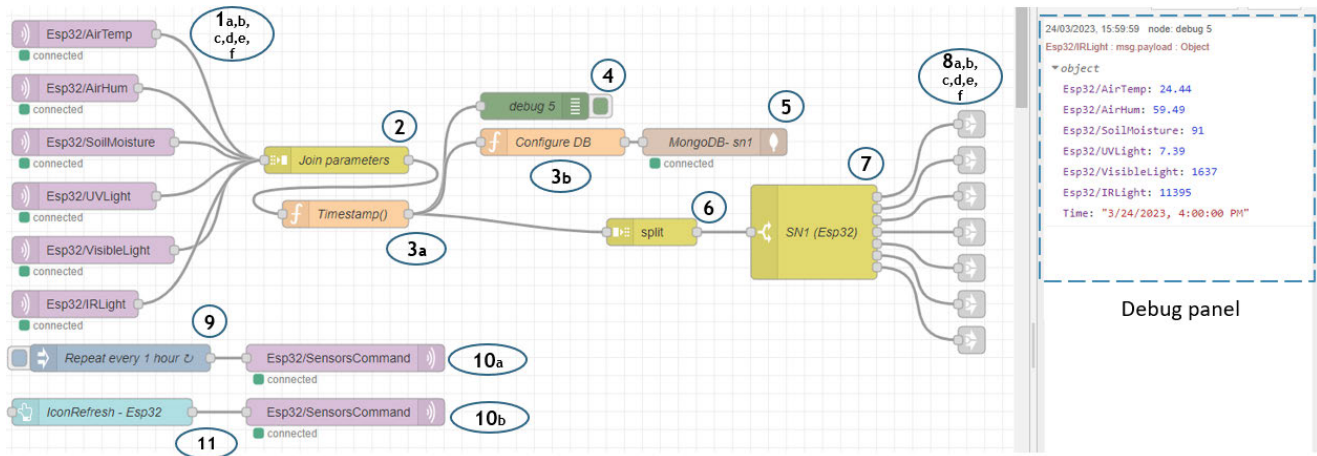 Esp32/AirTemp
connected
1a,b,
c,d,e,
f
Esp32/AirHum
connected
Esp32/SoilMoisture
connected
Esp32/UVLight
connected
Esp32/VisibleLight
connected
Esp32/IRLight
connected
2
Join parameters
Timestamp()
3a
4
debug 5
5
Configure DB
MongoDB- sn1
connected
3b
6
split
7
SN1 (Esp32)
8a,b,
c,d,e,
f
9
Repeat every 1 hour ↻
Esp32/SensorsCommand
connected
10a
IconRefresh - Esp32
11
Esp32/SensorsCommand
connected
10b
24/03/2023, 15:59:59 node: debug 5
Esp32/IRLight : msg.payload : Object
object
Esp32/AirTemp: 24.44
Esp32/AirHum: 59.49
Esp32/SoilMoisture: 91
Esp32/UVLight: 7.39
Esp32/VisibleLight: 1637
Esp32/IRLight: 11395
Time: "3/24/2023, 4:00:00 PM"
Debug panel